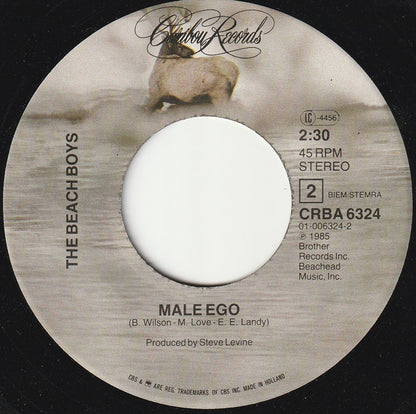 Caribou Records
THE BEACH BOYS
LC -4456
2:30
45 RPM
STEREO
2 BIEM/STEMRA
CRBA 6324
01-006324-2
℗ 1985
Brother
Records Inc.
Beachead
Music, Inc.
MALE EGO
(B. Wilson - M. Love - E. E. Landy)
Produced by Steve Levine
CBS & ARE REG. TRADEMARKS OF CBS INC. MADE IN HOLLAND